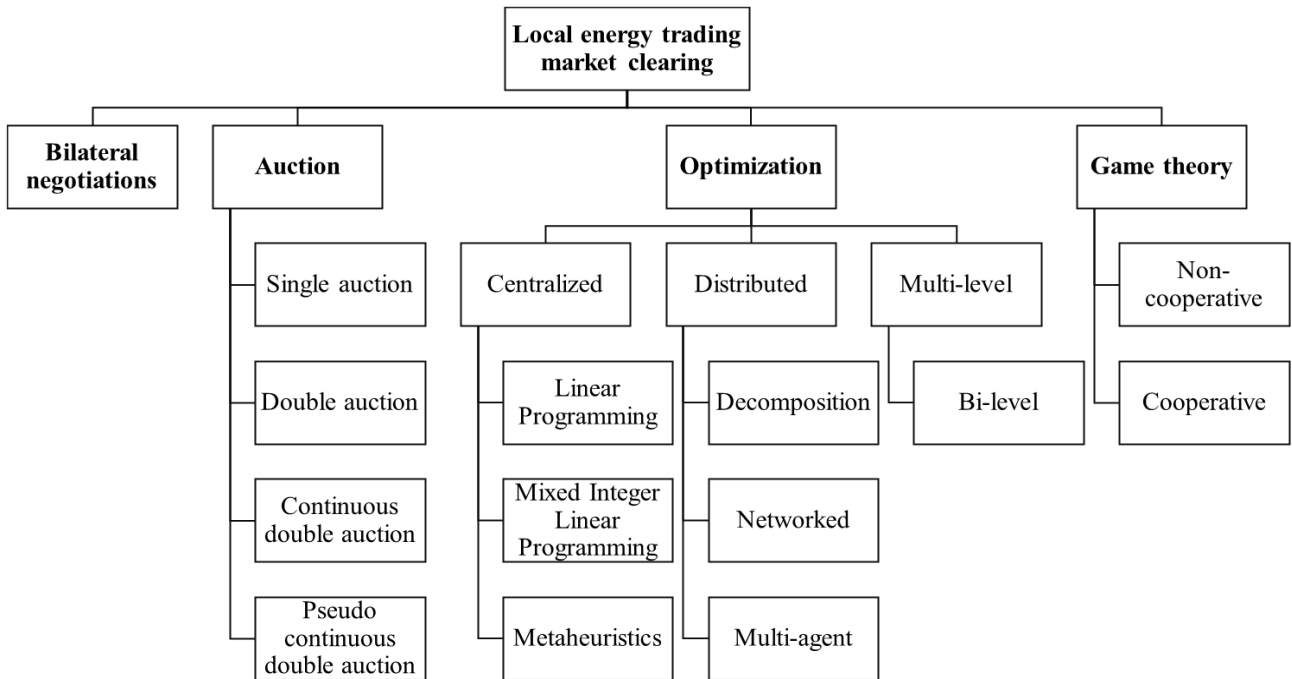 Local energy trading
market clearing
Bilateral
negotiations
Auction
Optimization
Game theory
Single auction
Double auction
Continuous
double auction
Pseudo
continuous
double auction
Centralized
Linear
Programming
Mixed Integer
Linear
Programming
Metaheuristics
Distributed
Decomposition
Networked
Multi-agent
Multi-level
Bi-level
Non-
cooperative
Cooperative